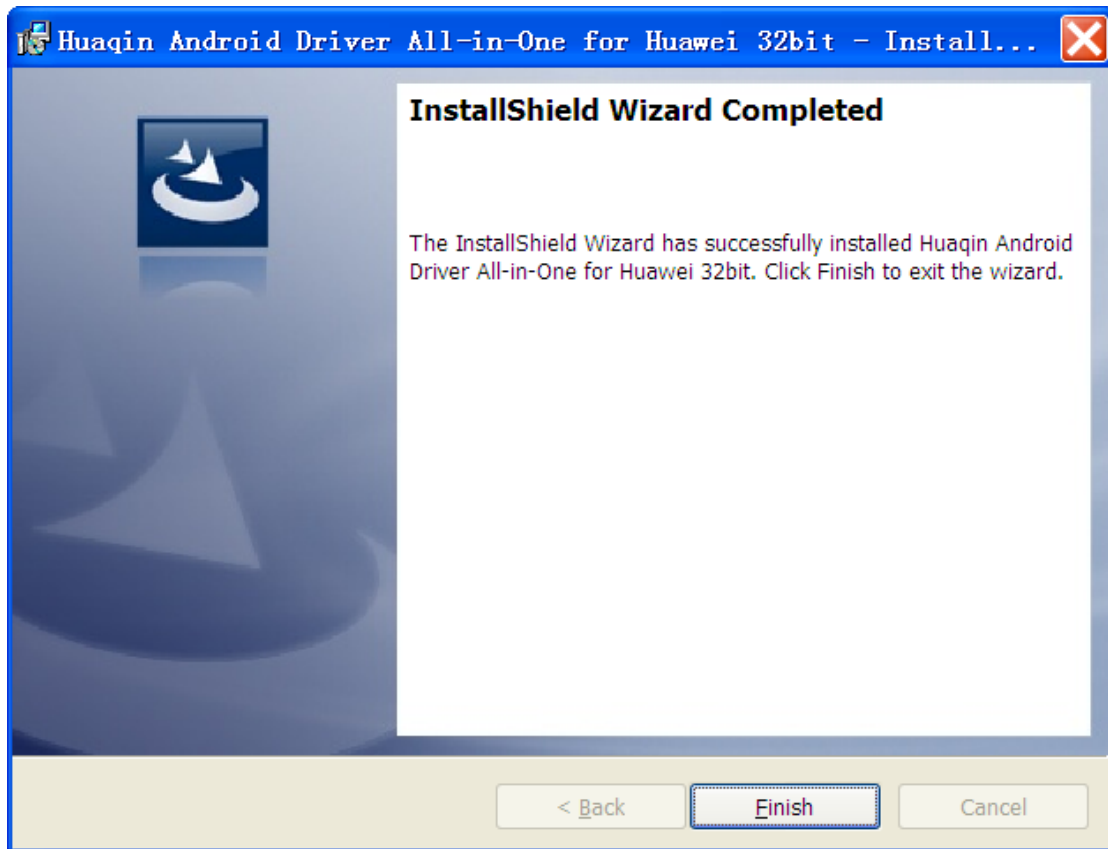 Huaqin Android Driver All-in-One for Huawei 32bit - Install...
InstallShield Wizard Completed
The InstallShield Wizard has successfully installed Huaqin Android
Driver All-in-One for Huawei 32bit. Click Finish to exit the wizard.
< Back
Finish
Cancel